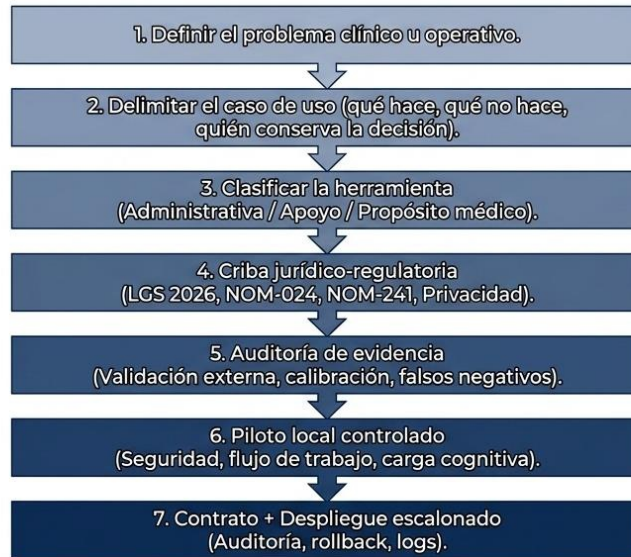 1. Definir el problema clínico u operativo.
2. Delimitar el caso de uso (qué hace, qué no hace,
quién conserva la decisión).
3. Clasificar la herramienta
(Administrativa / Apoyo / Propósito médico).
4. Criba jurídico-regulatoria
(LGS 2026, NOM-024, NOM-241, Privacidad).
5. Auditoría de evidencia
(Validación externa, calibración, falsos negativos).
6. Piloto local controlado
(Seguridad, flujo de trabajo, carga cognitiva).
7. Contrato + Despliegue escalonado
(Auditoría, rollback, logs).